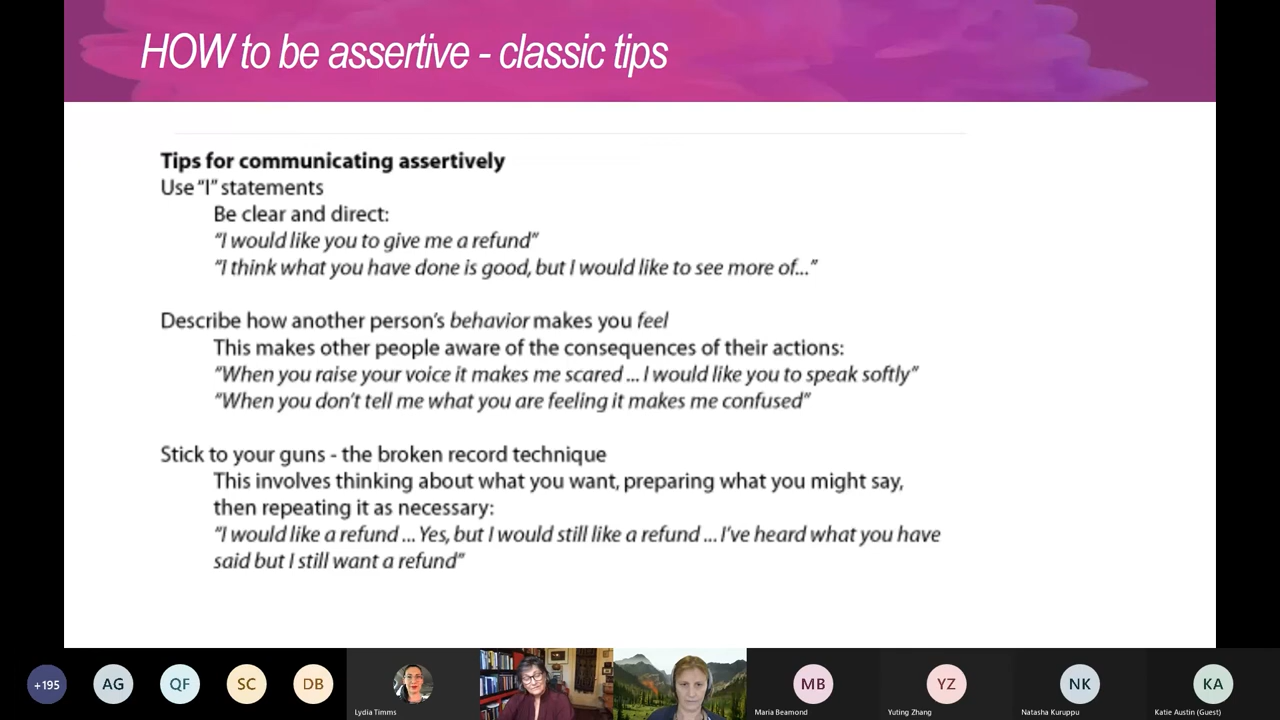 HOW to be assertive - classic tips
Tips for communicating assertively
Use “I” statements
Be clear and direct:
“I would like you to give me a refund”
“I think what you have done is good, but I would like to see more of...”
Describe how another person’s behavior makes you feel
This makes other people aware of the consequences of their actions:
“When you raise your voice it makes me scared ... I would like you to speak softly”
“When you don’t tell me what you are feeling it makes me confused”
Stick to your guns - the broken record technique
This involves thinking about what you want, preparing what you might say,
then repeating it as necessary:
“I would like a refund ... Yes, but I would still like a refund ... I’ve heard what you have
said but I still want a refund”
+195
AG
QF
SC
DB
Lydia Timms
MB
Maria Beamond
YZ
Yuting Zhang
NK
Natasha Kuruppu
KA
Katie Austin (Guest)